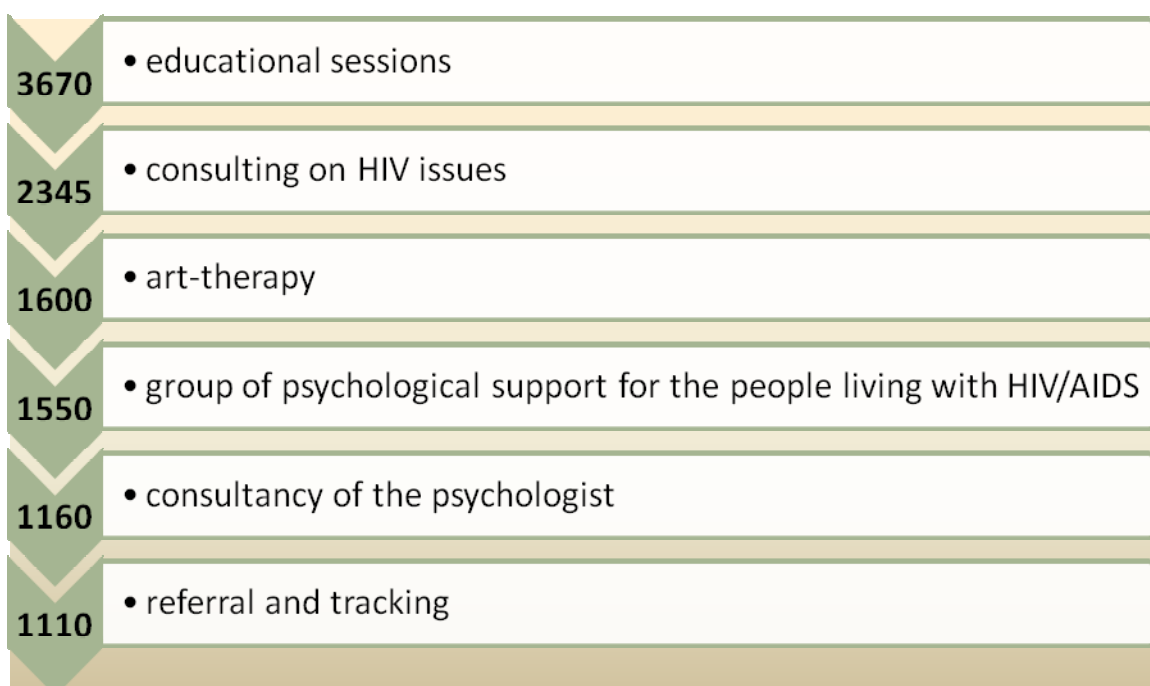 3670
• educational sessions
2345
• consulting on HIV issues
1600
• art-therapy
1550
• group of psychological support for the people living with HIV/AIDS
1160
• consultancy of the psychologist
1110
• referral and tracking